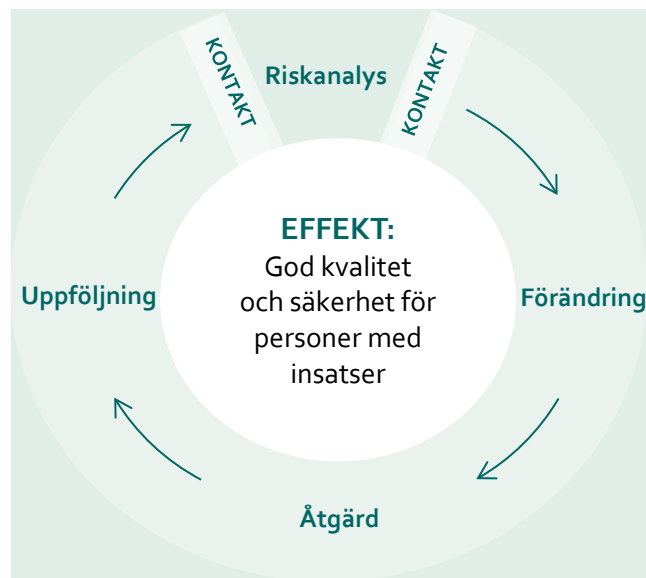 KONTAKT
Riskanalys
KONTAKT
EFFEKT:
God kvalitet
och säkerhet för
personer med
insatser
Uppföljning
Förändring
Åtgärd